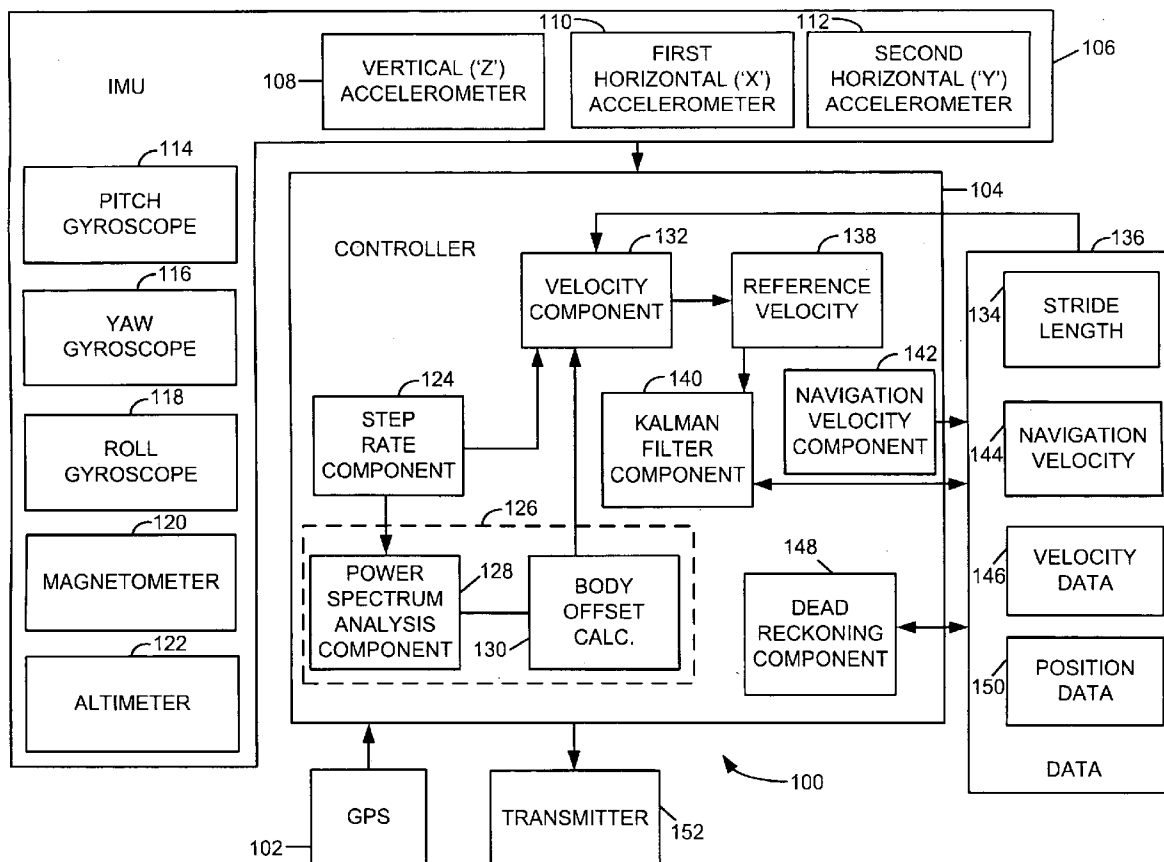 IMU
108
VERTICAL ('Z')
ACCELEROMETER
110
FIRST
HORIZONTAL ('X')
ACCELEROMETER
112
SECOND
HORIZONTAL ('Y')
ACCELEROMETER
106
114
PITCH
GYROSCOPE
116
YAW
GYROSCOPE
118
ROLL
GYROSCOPE
120
MAGNETOMETER
122
ALTIMETER
104
CONTROLLER
132
VELOCITY
COMPONENT
138
REFERENCE
VELOCITY
124
STEP
RATE
COMPONENT
140
KALMAN
FILTER
COMPONENT
142
NAVIGATION
VELOCITY
COMPONENT
126
POWER
SPECTRUM
ANALYSIS
COMPONENT
128
130
BODY
OFFSET
CALC.
148
DEAD
RECKONING
COMPONENT
136
134
STRIDE
LENGTH
144
NAVIGATION
VELOCITY
146
VELOCITY
DATA
150
POSITION
DATA
DATA
102
GPS
TRANSMITTER
152
100